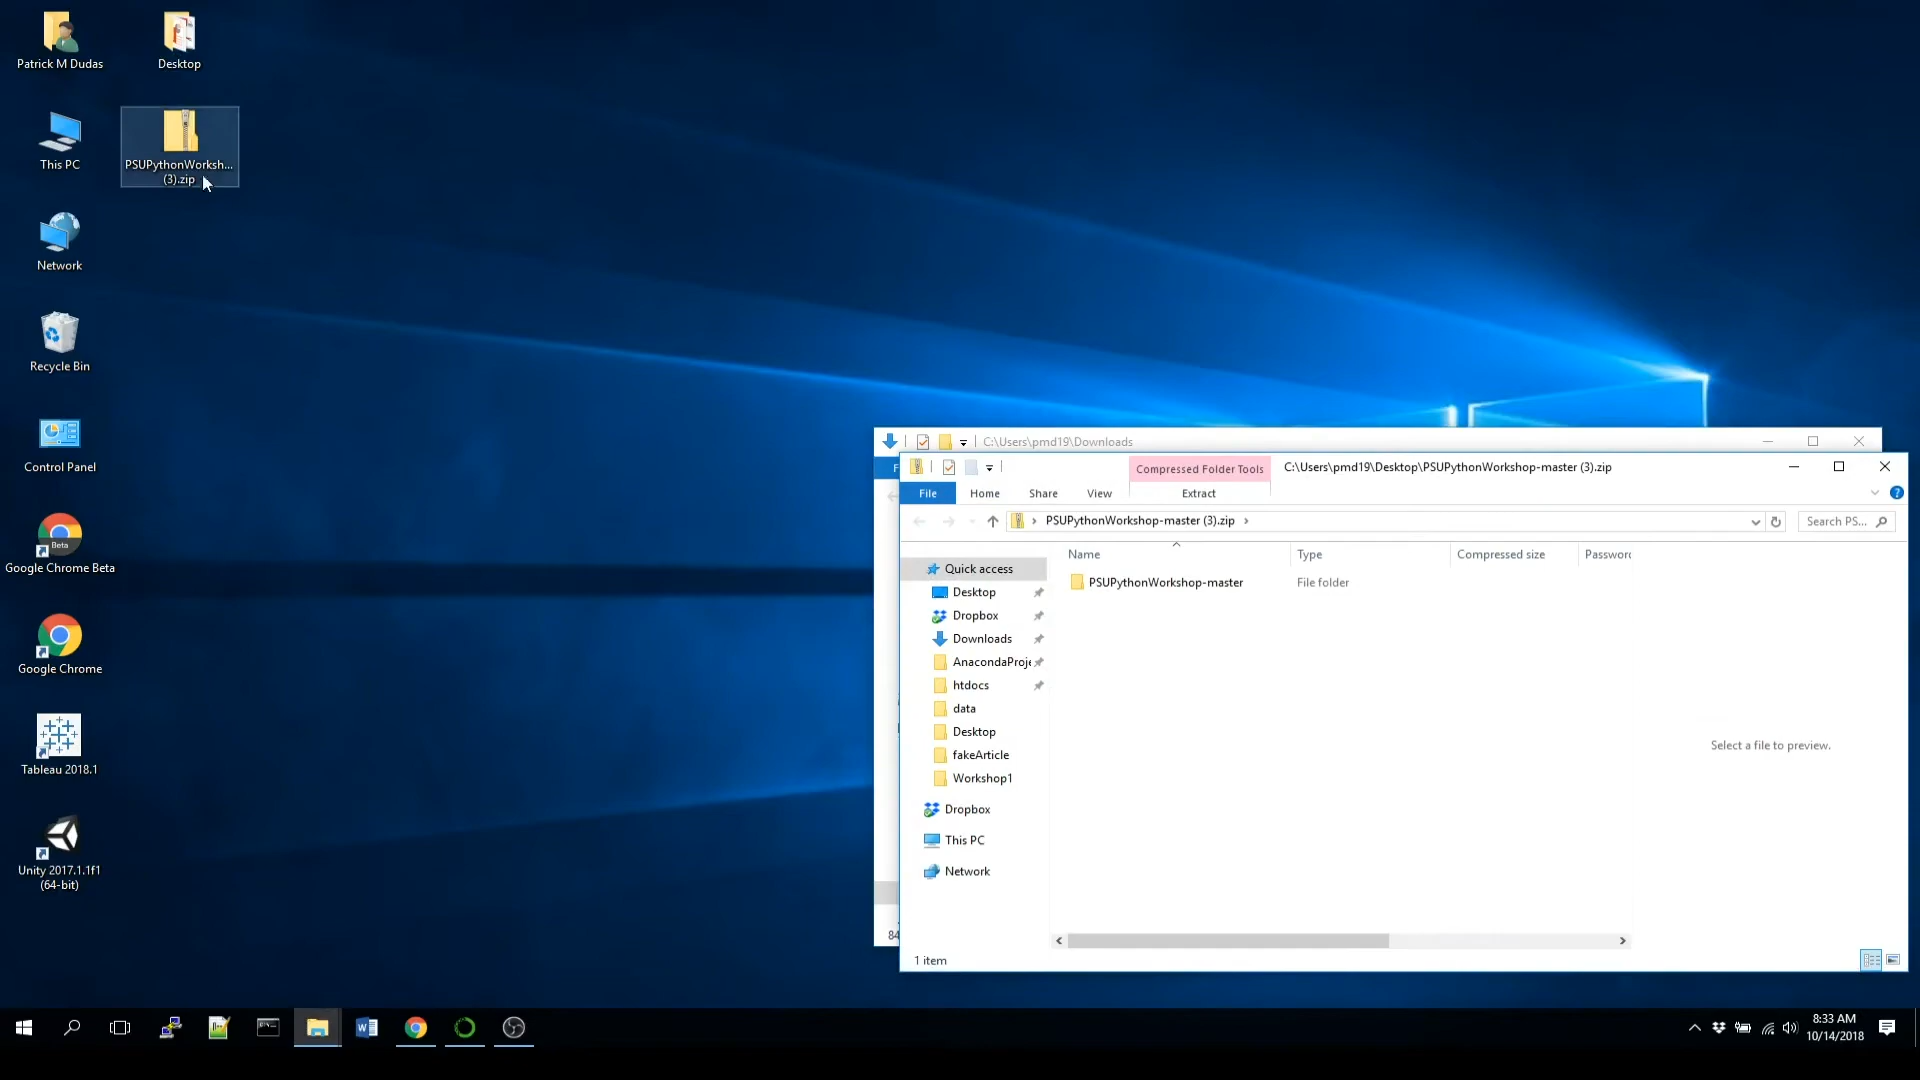 Patrick M Dudas
Desktop
This PC
PSUPythonWorksh...
(3).zip
Network
Recycle Bin
Control Panel
Beta
Google Chrome Beta
Google Chrome
Tableau 2018.1
Unity 2017.1.1f1
(64-bit)
C:\Users\pmd19\Downloads
F
84
Compressed Folder Tools
C:\Users\pmd19\Desktop\PSUPythonWorkshop-master (3).zip
File
Home
Share
View
Extract
PSUPythonWorkshop-master (3).zip
Search PS...
Name
Type
Compressed size
Password
Quick access
Desktop
Dropbox
Downloads
AnacondaProje
htdocs
data
Desktop
fakeArticle
Workshop1
Dropbox
This PC
Network
PSUPythonWorkshop-master
File folder
Select a file to preview.
1 item
8:33 AM
10/14/2018